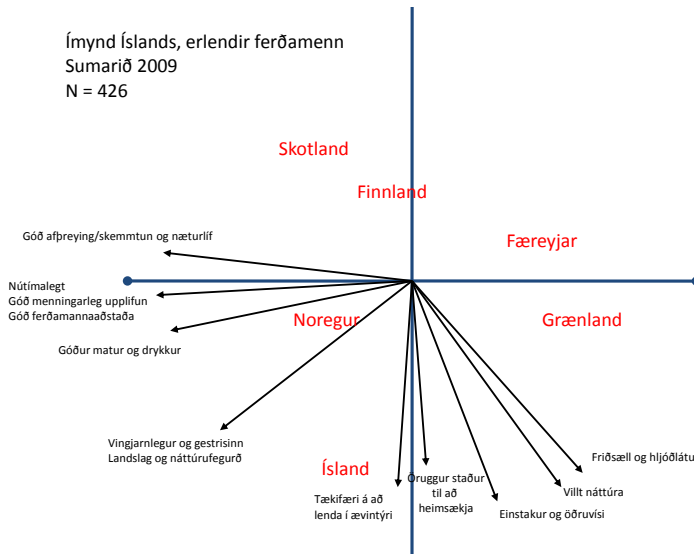 Ímynd Íslands, erlendir ferðamenn
Sumarið 2009
N = 426
Skotland
Finnland
Færeyjar
Góð afþreying/skemmtun og næturlíf
Nútímalegt
Góð menningarleg upplifun
Góð ferðamannaaðstaða
Noregur
Grænland
Góður matur og drykkur
Vingjarnlegur og gestrisinn
Landslag og náttúrufegurð
Ísland
Friðsæll og hljóðlátu
Öruggur staður
til að
heimsækja
Tækifæri á að
lenda í ævintýri
Villt náttúra
Einstakur og öðruvísi